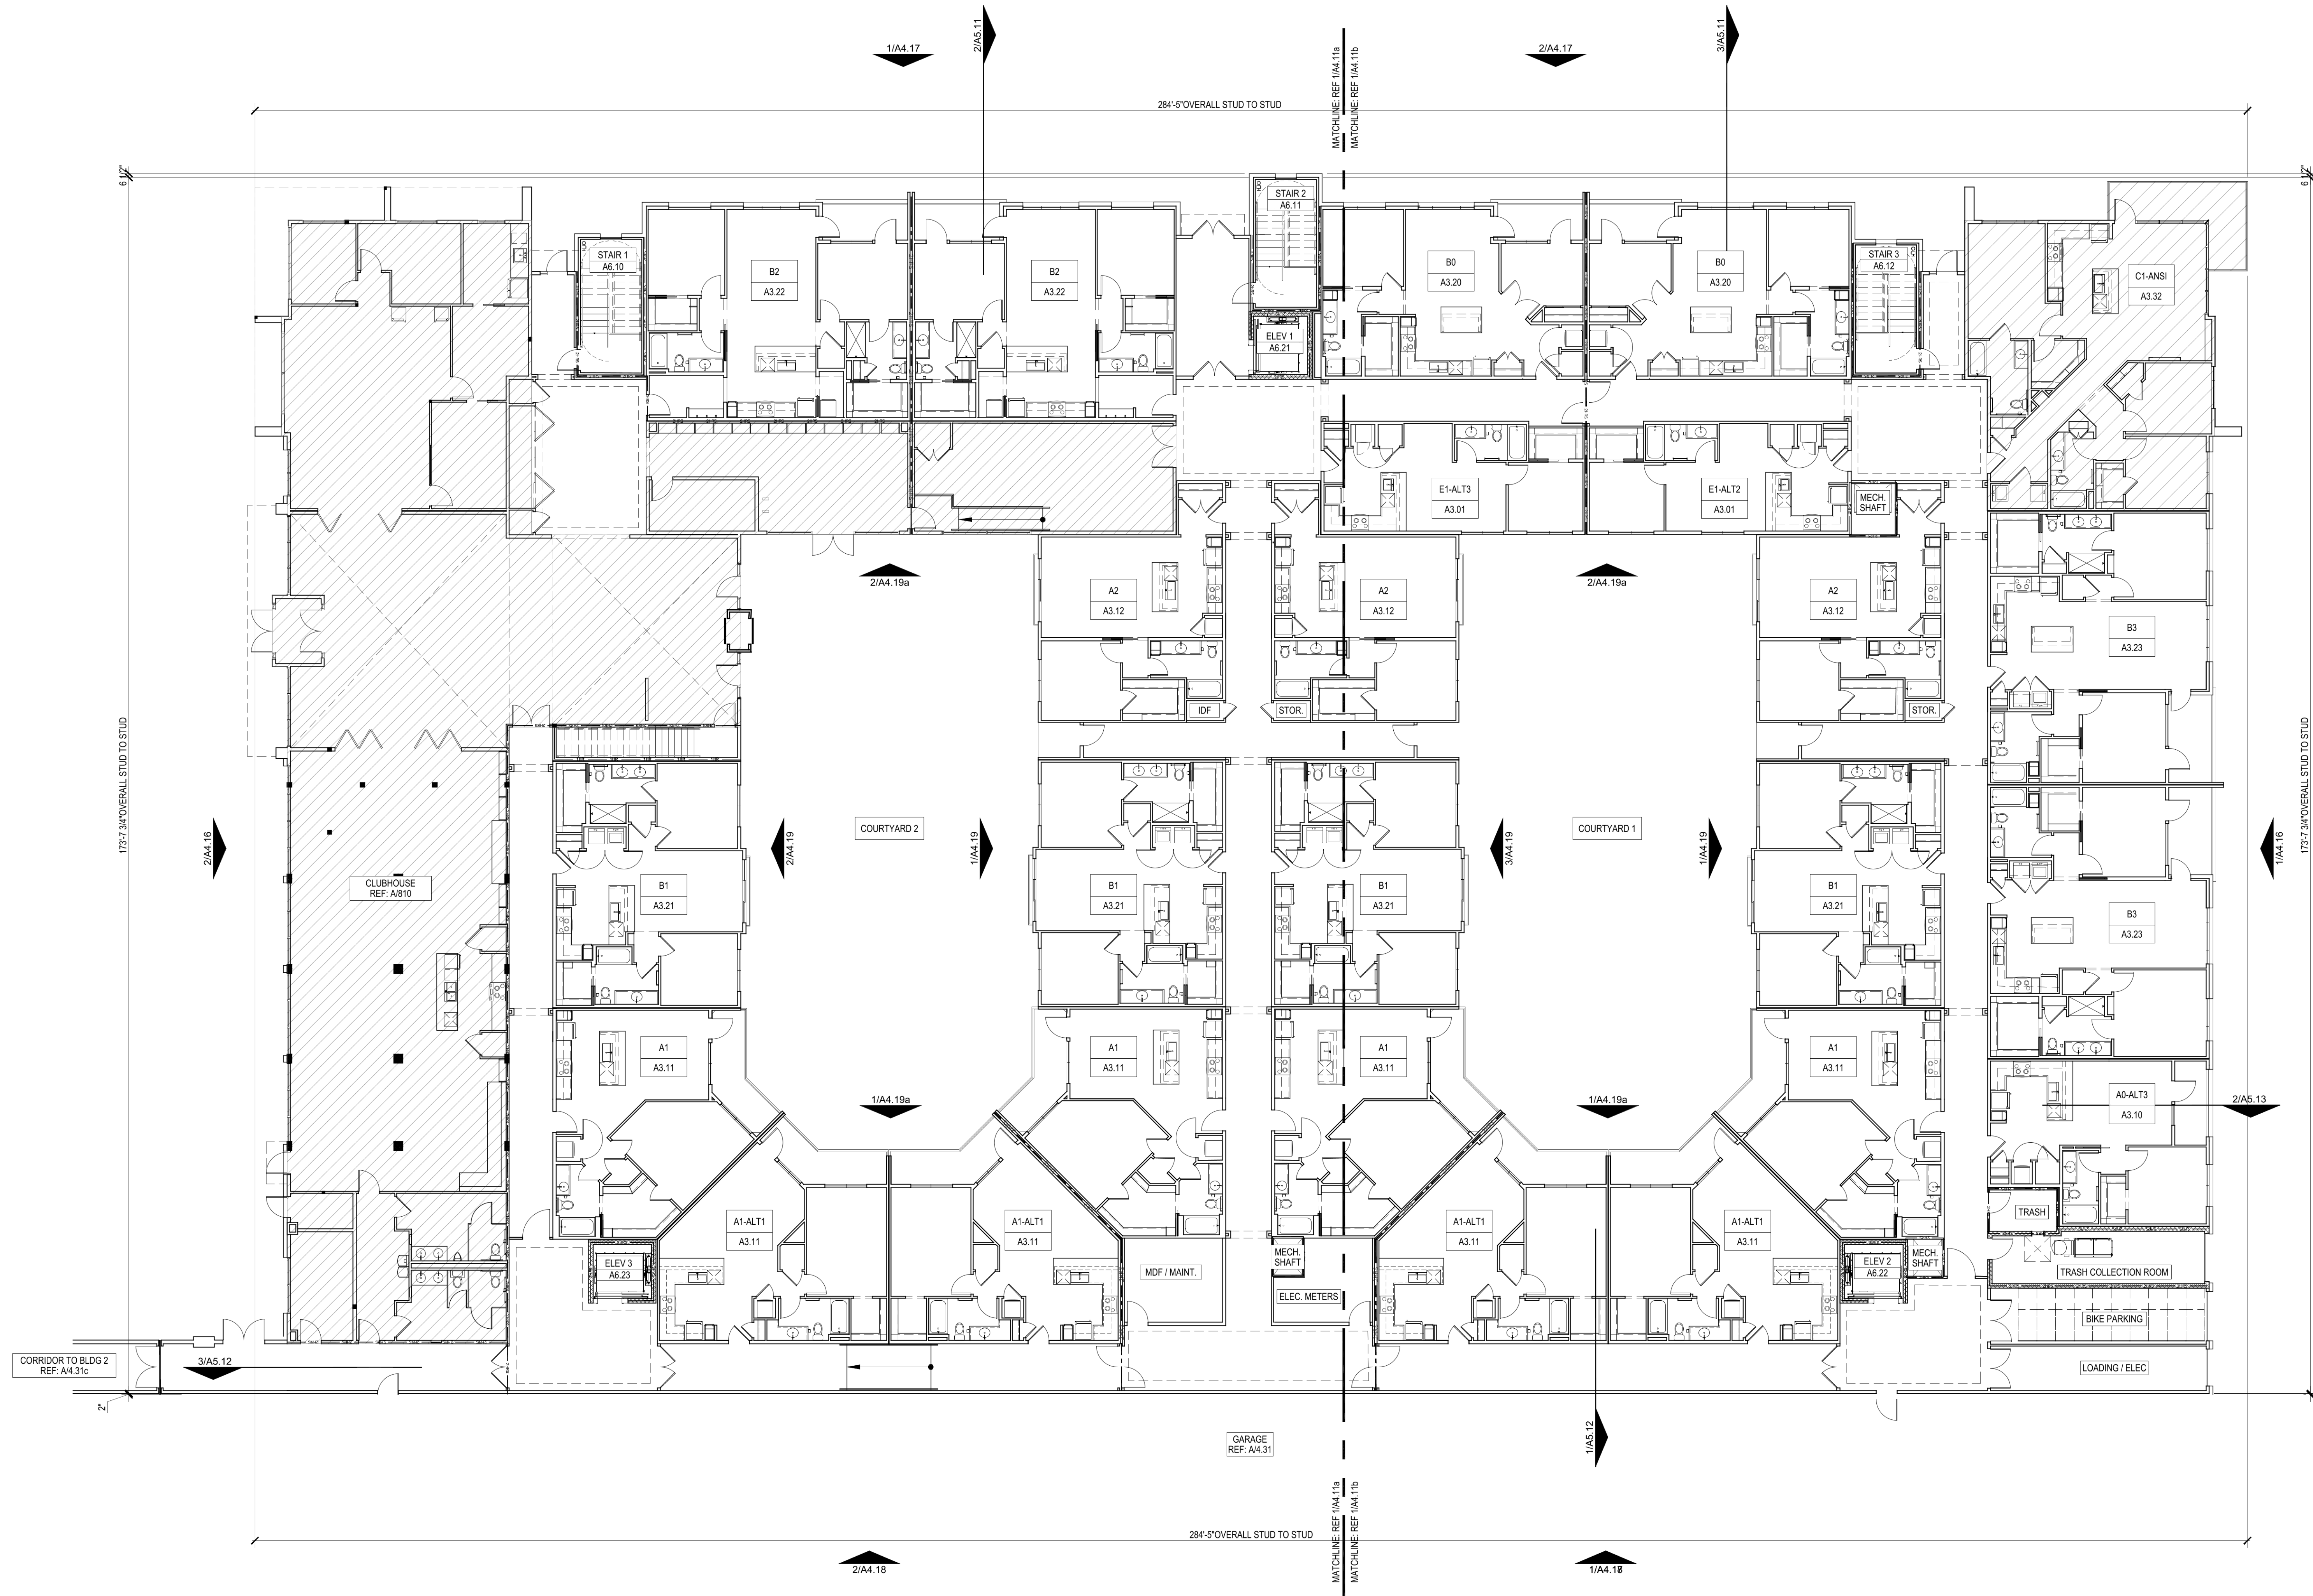 1/A4.17
2/A5.11
MATCHLINE: REF 1/A4.11a
MATCHLINE: REF 1/A4.11b
2/A4.17
3/A5.11
284'-5"OVERALL STUD TO STUD
6 1/2"
6 1/2"
STAIR 1
A6.10
B2
A3.22
B2
A3.22
STAIR 2
A6.11
ELEV 1
A6.21
B0
A3.20
B0
A3.20
STAIR 3
A6.12
C1-ANSI
A3.32
E1-ALT3
A3.01
E1-ALT2
A3.01
MECH.
SHAFT
2/A4.19a
2/A4.19a
A2
A3.12
A2
A3.12
A2
A3.12
B3
A3.23
IDF
STOR.
STOR.
173'-7 3/4"OVERALL STUD TO STUD
173'-7 3/4"OVERALL STUD TO STUD
2/A4.16
CLUBHOUSE
REF: A/810
B1
A3.21
2/A4.19
COURTYARD 2
1/A4.19
B1
A3.21
B1
A3.21
3/A4.19
COURTYARD 1
1/A4.19
B1
A3.21
B3
A3.23
1/A4.16
A1
A3.11
A1
A3.11
A1
A3.11
A1
A3.11
1/A4.19a
1/A4.19a
A0-ALT3
A3.10
2/A5.13
A1-ALT1
A3.11
A1-ALT1
A3.11
A1-ALT1
A3.11
A1-ALT1
A3.11
TRASH
ELEV 3
A6.23
MDF / MAINT.
MECH.
SHAFT
ELEC. METERS
ELEV 2
A6.22
MECH.
SHAFT
TRASH COLLECTION ROOM
BIKE PARKING
LOADING / ELEC
CORRIDOR TO BLDG 2
REF: A/4.31c
3/A5.12
2"
GARAGE
REF: A/4.31
1/A5.12
MATCHLINE: REF 1/A4.11a
MATCHLINE: REF 1/A4.11b
284'-5"OVERALL STUD TO STUD
2/A4.18